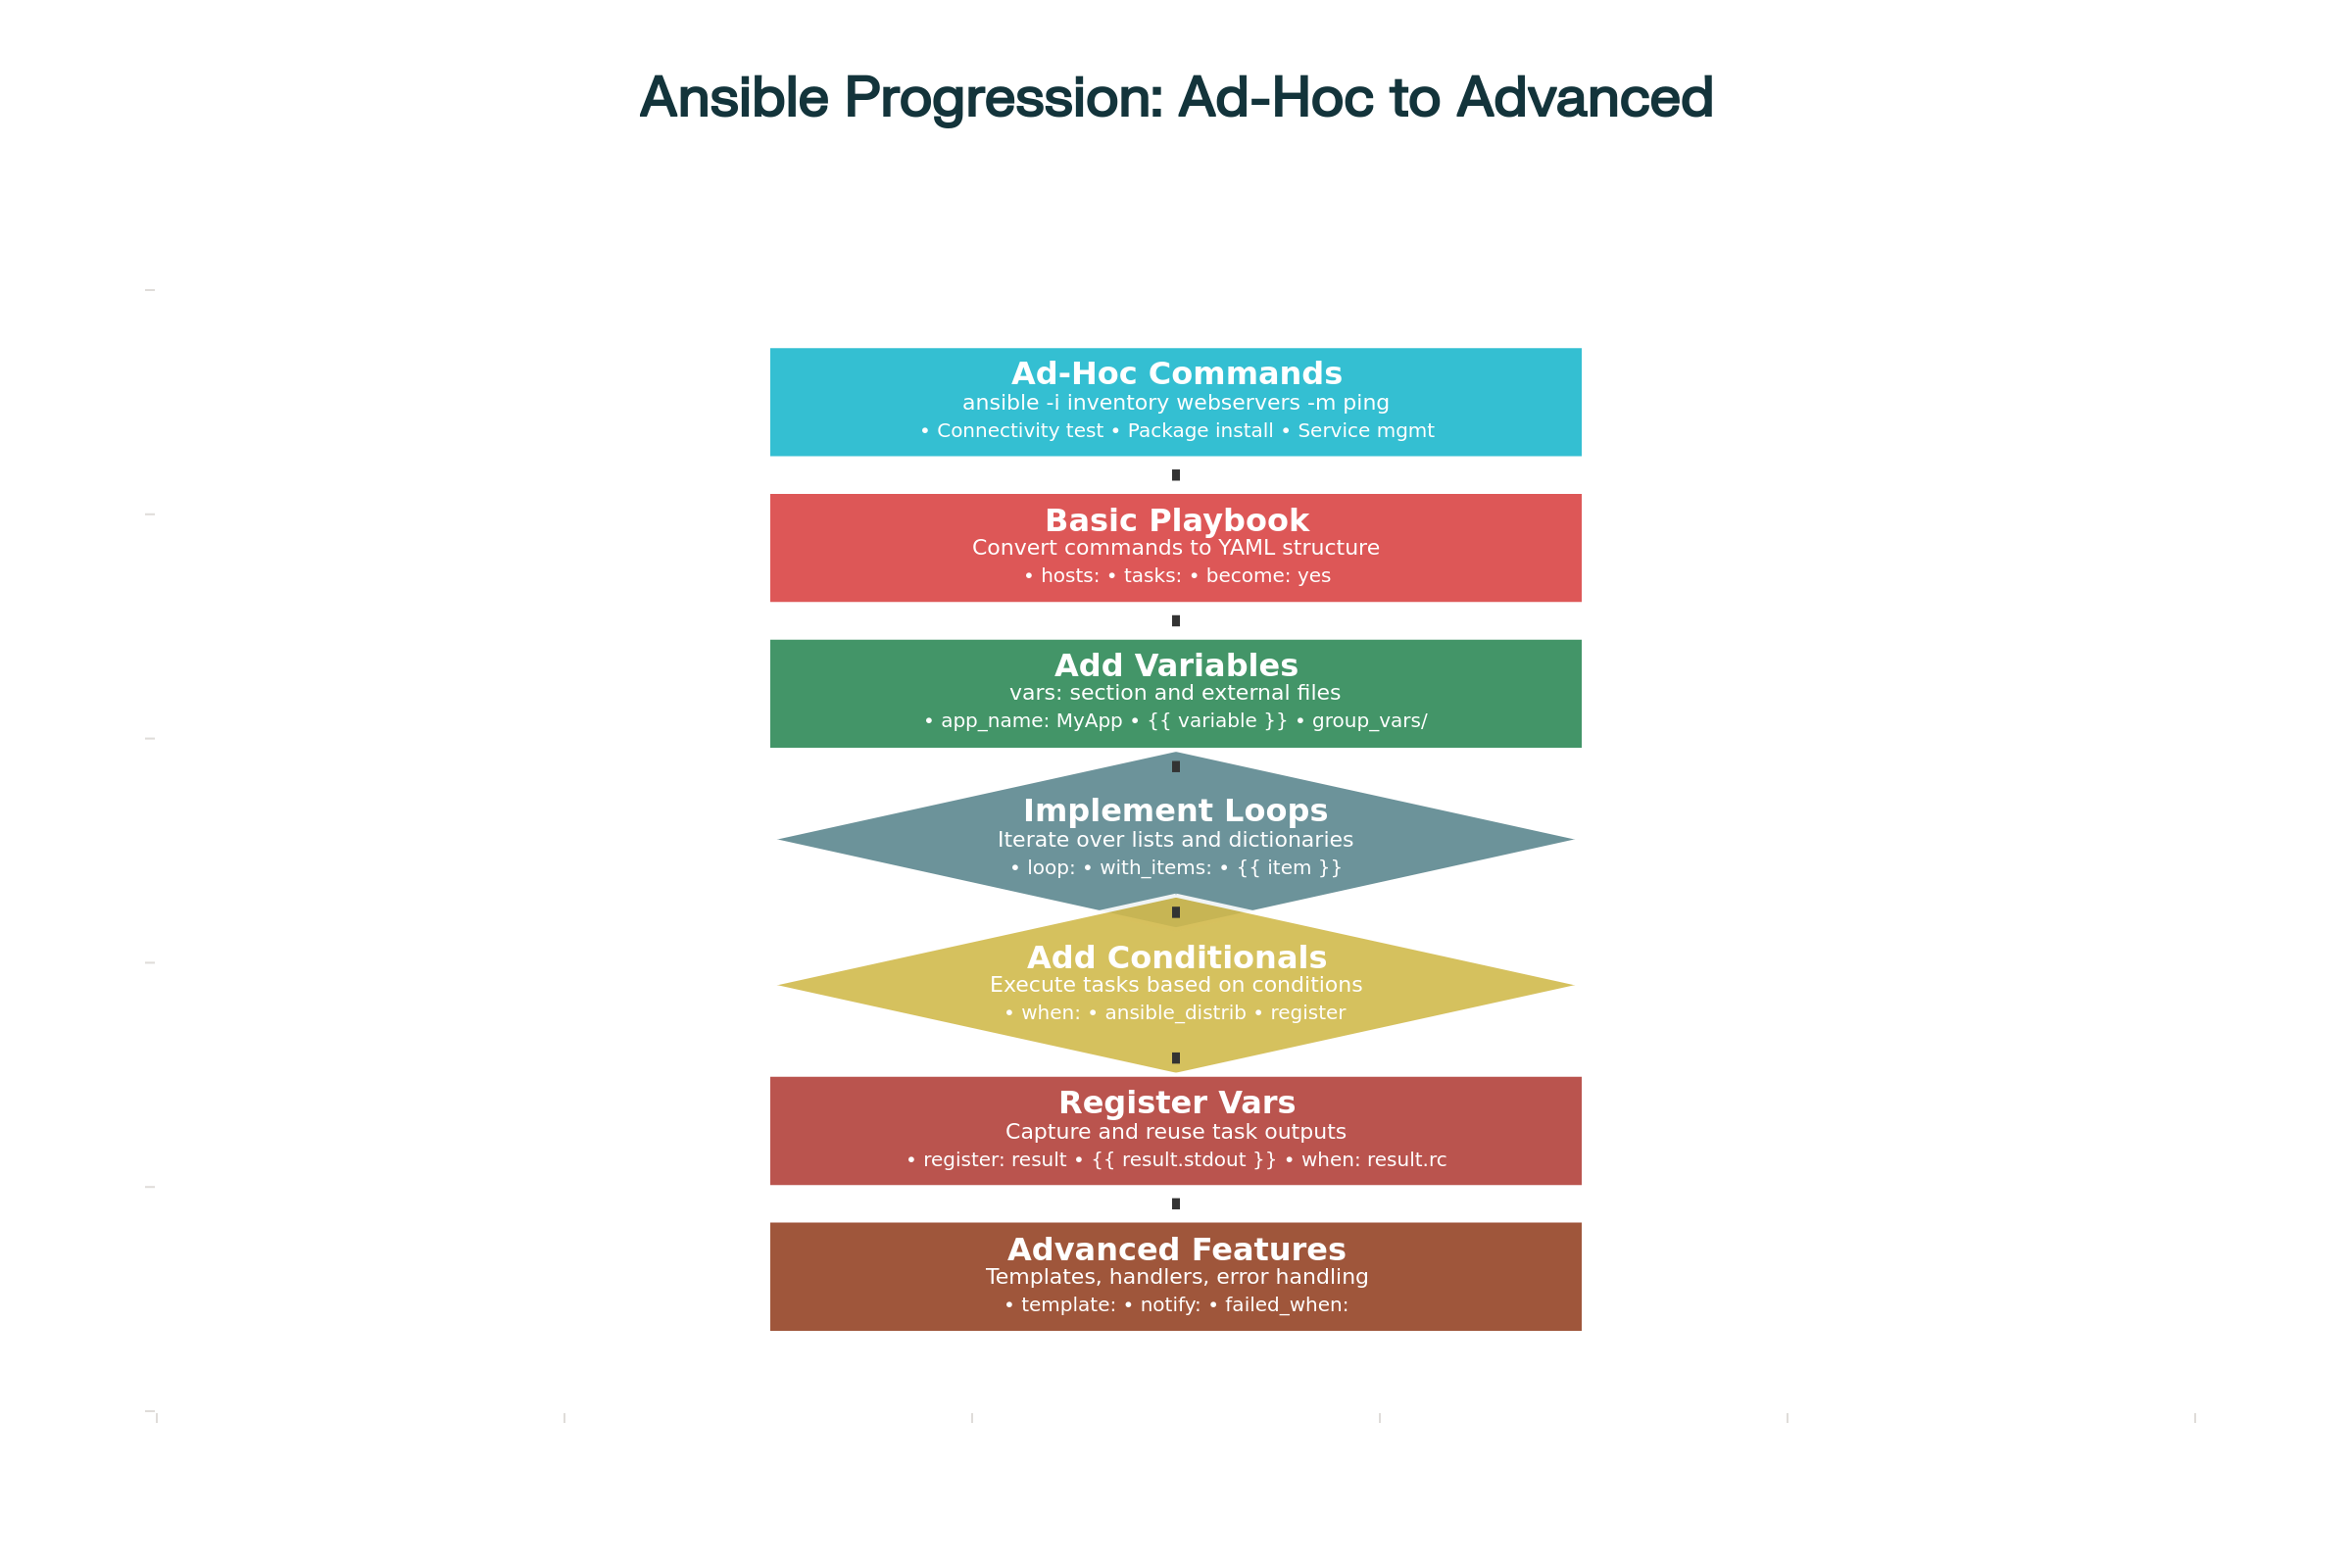 Ansible Progression: Ad-Hoc to Advanced
Ad-Hoc Commands
ansible -i inventory webservers -m ping
• Connectivity test • Package install • Service mgmt
Basic Playbook
Convert commands to YAML structure
• hosts: • tasks: • become: yes
Add Variables
vars: section and external files
• app_name: MyApp • {{ variable }} • group_vars/
Implement Loops
Iterate over lists and dictionaries
• loop: • with_items: • {{ item }}
Add Conditionals
Execute tasks based on conditions
• when: • ansible_distrib • register
Register Vars
Capture and reuse task outputs
• register: result • {{ result.stdout }} • when: result.rc
Advanced Features
Templates, handlers, error handling
• template: • notify: • failed_when: